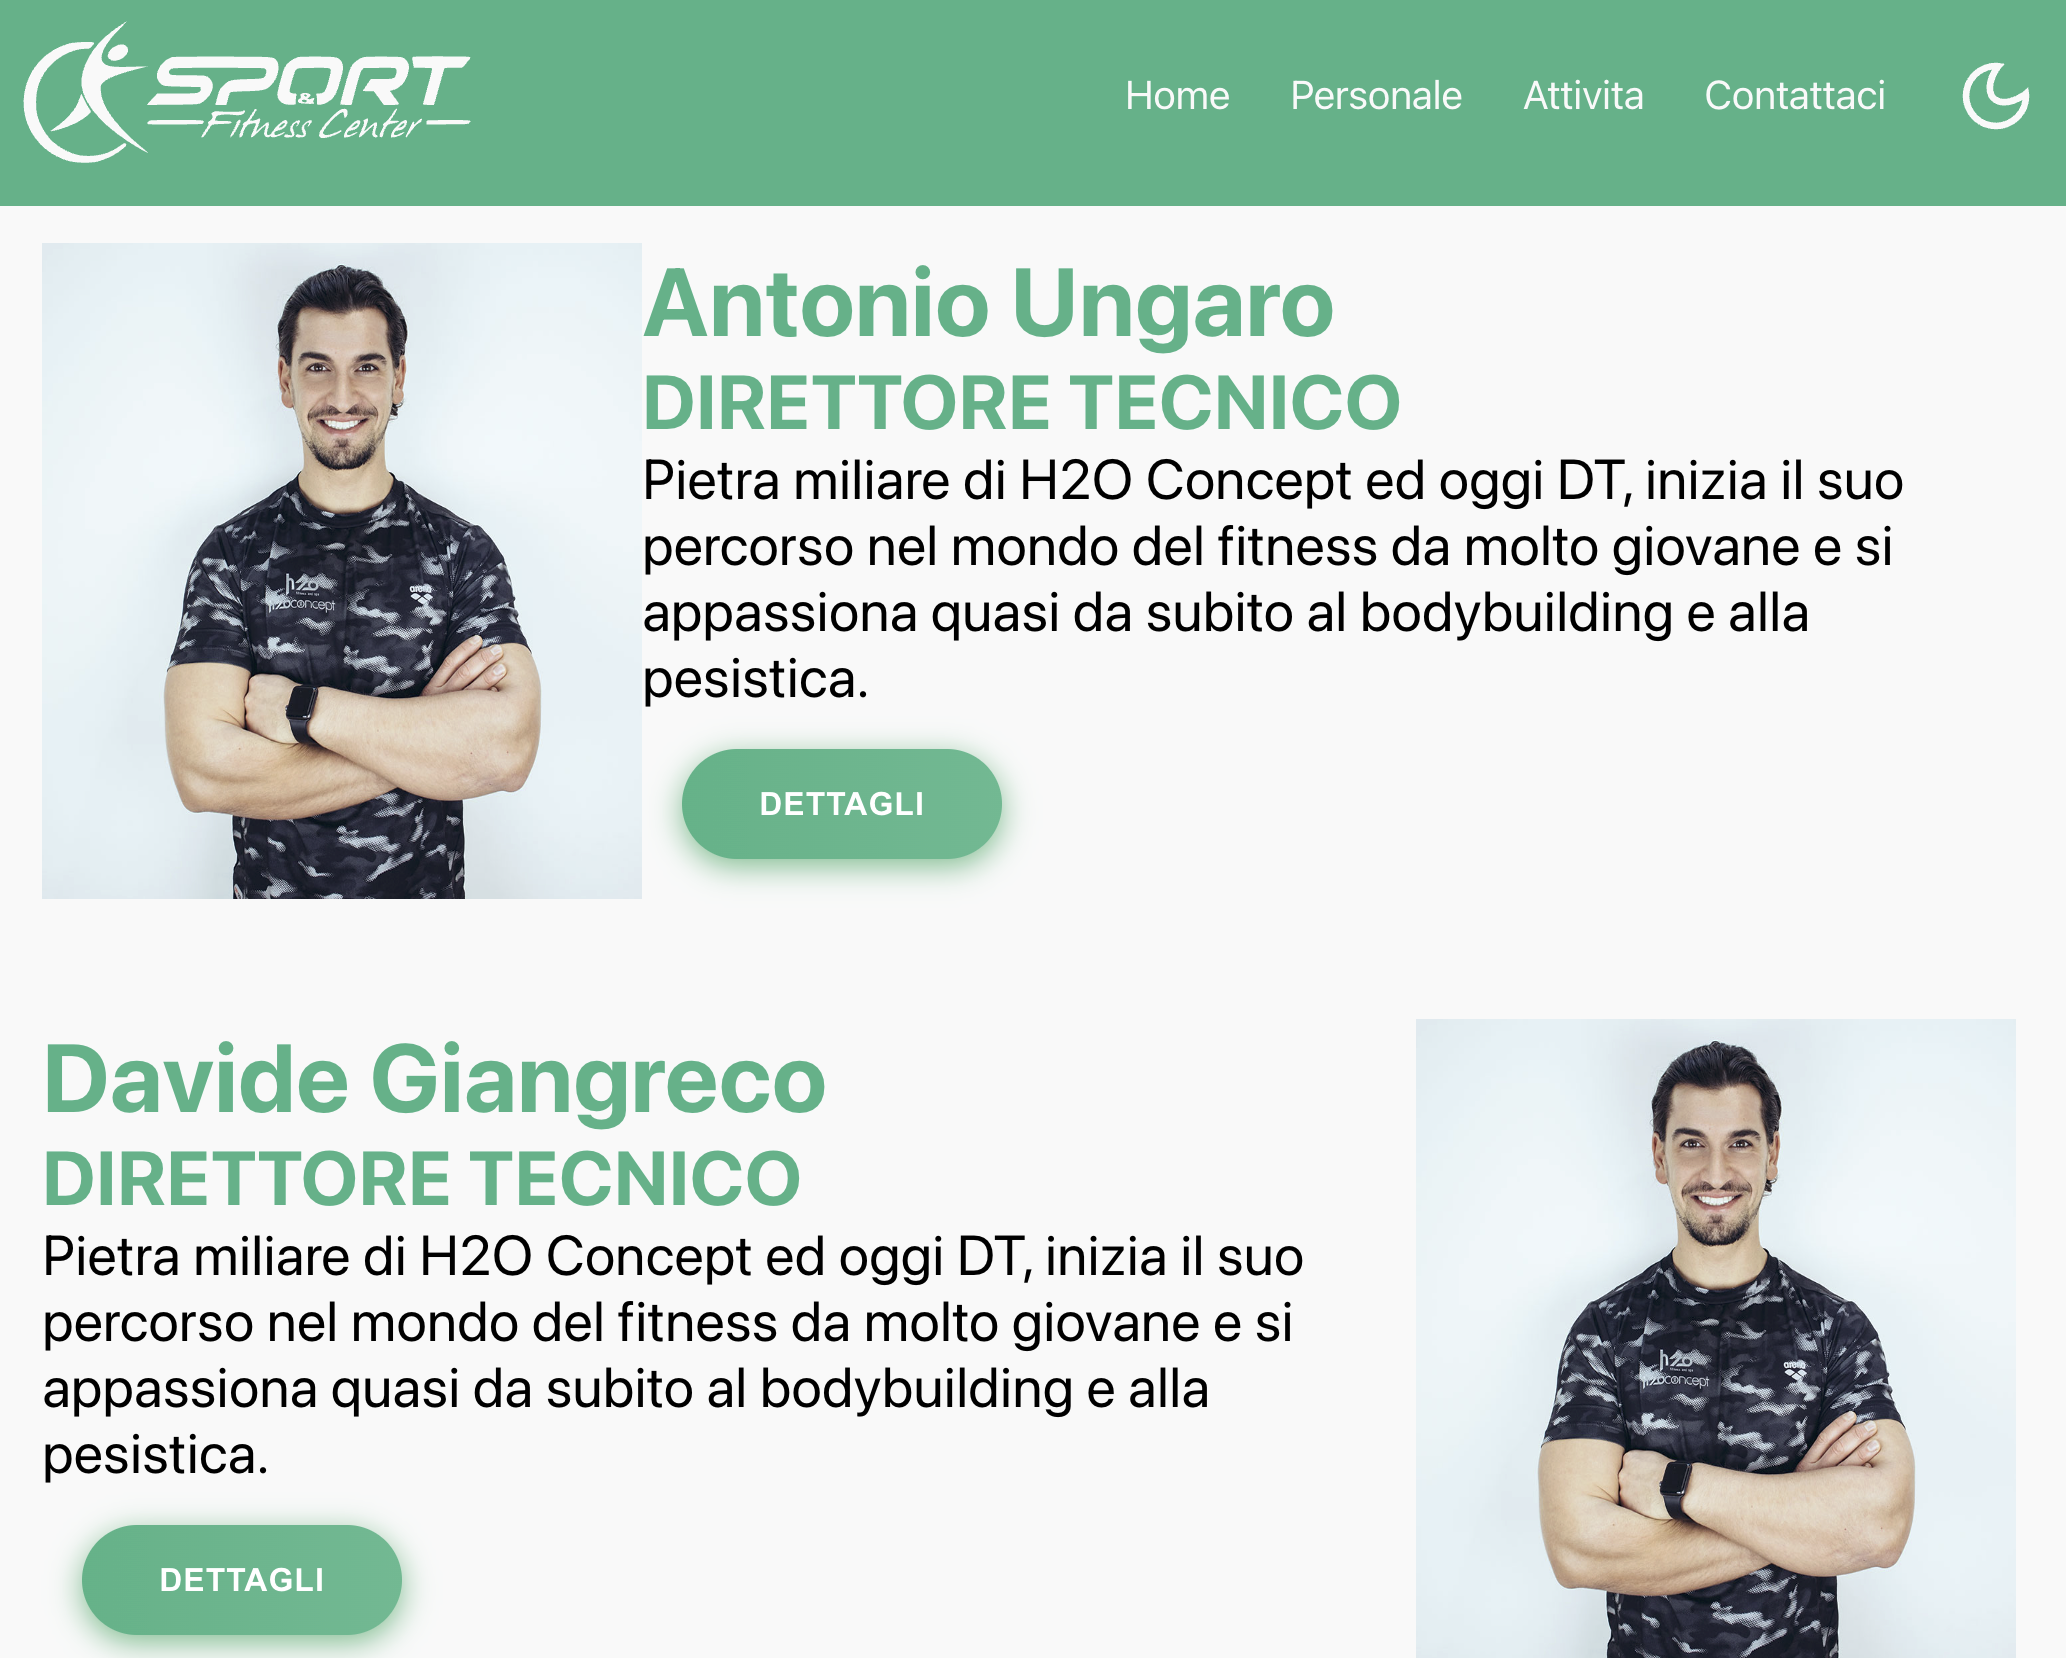 SPORT
&
Fitness Center
Home Personale Attivita Contattaci
Antonio Ungaro
DIRETTORE TECNICO
Pietra miliare di H2O Concept ed oggi DT, inizia il suo
percorso nel mondo del fitness da molto giovane e si
appassiona quasi da subito al bodybuilding e alla
pesistica.
DETTAGLI
h2o
h2oconcept
arena
Davide Giangreco
DIRETTORE TECNICO
Pietra miliare di H2O Concept ed oggi DT, inizia il suo
percorso nel mondo del fitness da molto giovane e si
appassiona quasi da subito al bodybuilding e alla
pesistica.
DETTAGLI
h2o
h2oconcept
arena